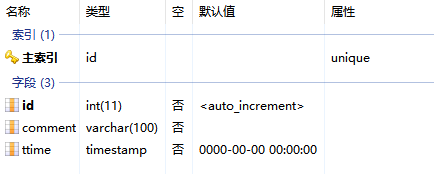 名称 类型 空 默认值 属性
索引 (1)
主索引 id unique
字段 (3)
id int(11) 否 <auto_increment>
comment varchar(100) 否
ttime timestamp 否 0000-00-00 00:00:00